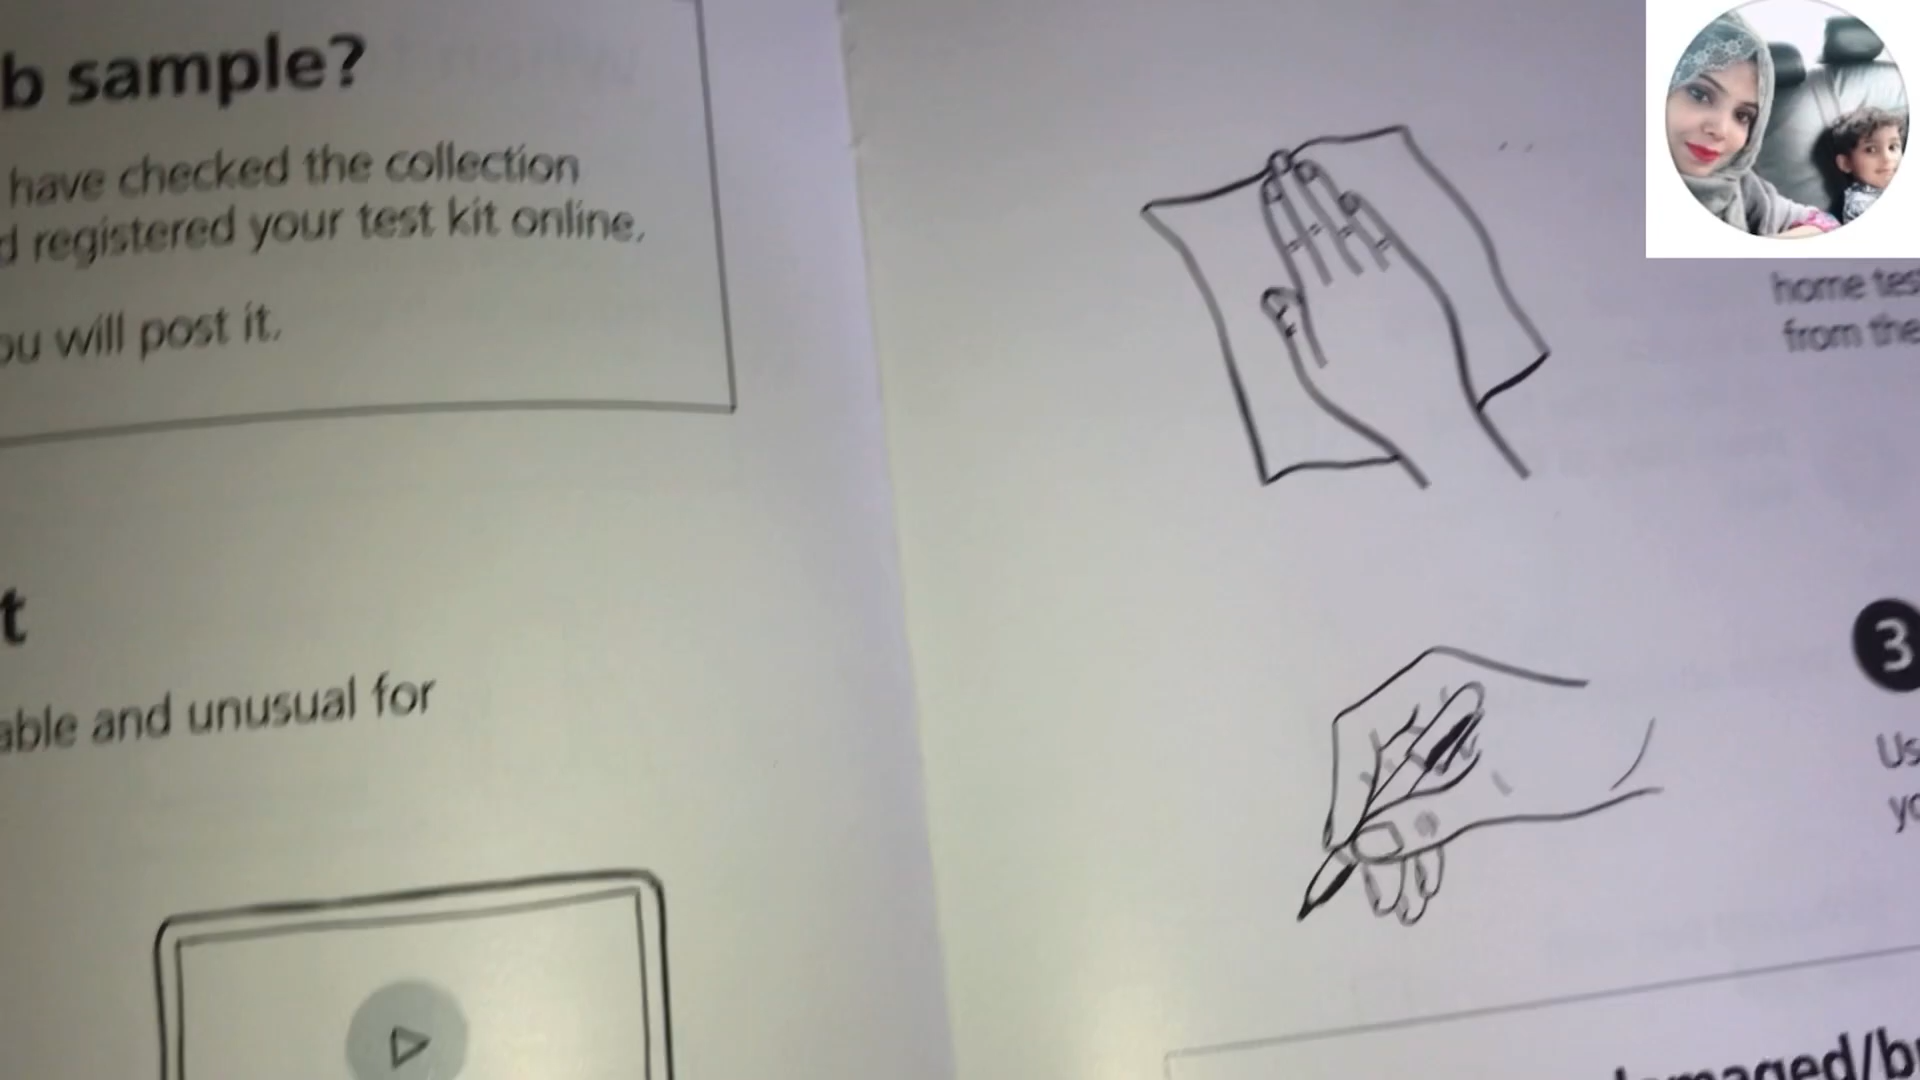 b sample?
have checked the collection
d registered your test kit online.
ou will post it.
t
able and unusual for
home tes
from the
3
Us
yo
maged/b